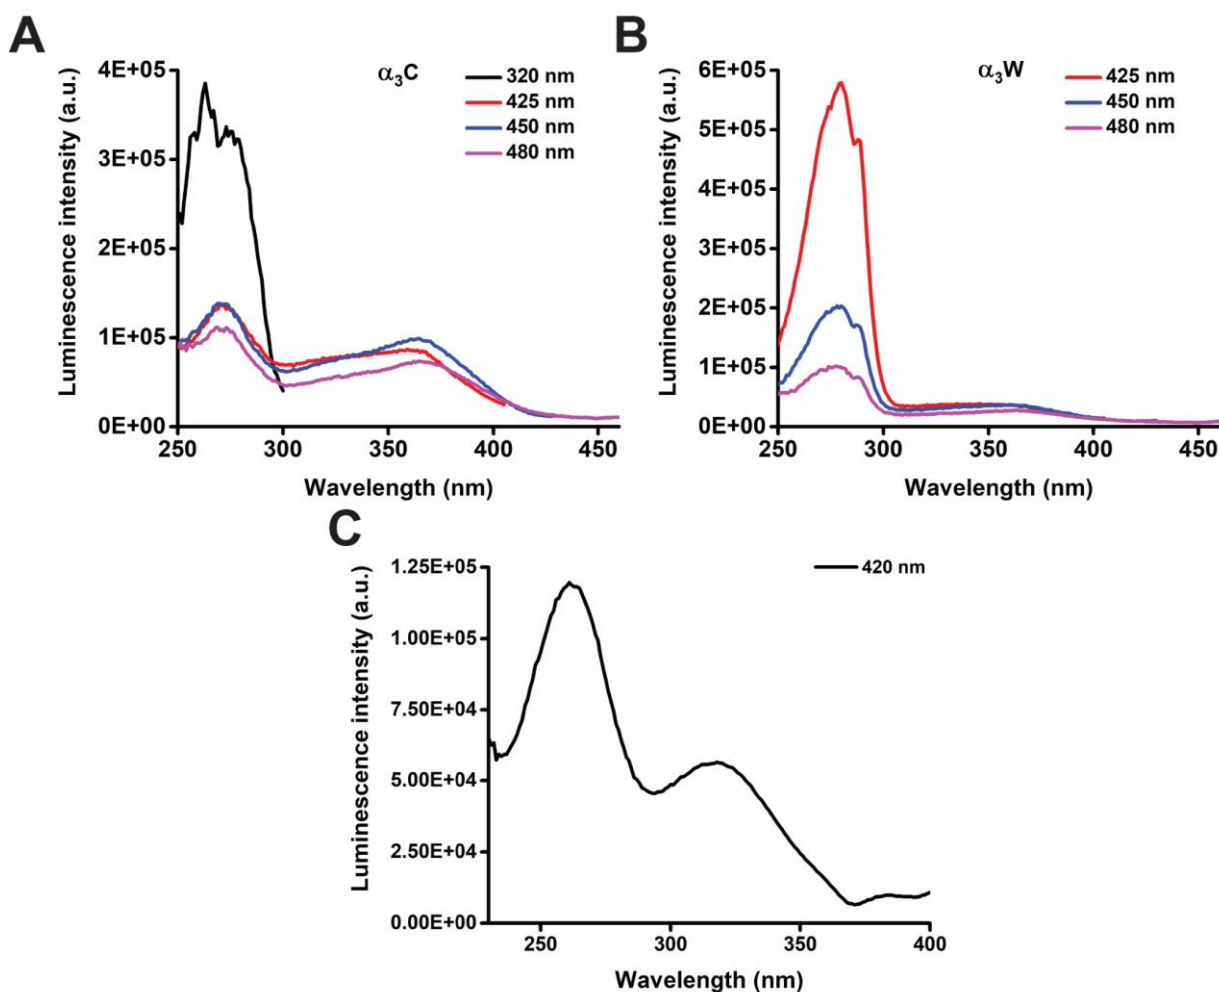 A
α₃C
320 nm
425 nm
450 nm
480 nm
4E+05
3E+05
2E+05
1E+05
0E+00
Luminescence intensity (a.u.)
250 300 350 400 450
Wavelength (nm)
B
α₃W
425 nm
450 nm
480 nm
6E+05
5E+05
4E+05
3E+05
2E+05
1E+05
0E+00
Luminescence intensity (a.u.)
250 300 350 400 450
Wavelength (nm)
C
420 nm
1.25E+05
1.00E+05
7.50E+04
5.00E+04
2.50E+04
0.00E+00
Luminescence intensity (a.u.)
250 300 350 400
Wavelength (nm)